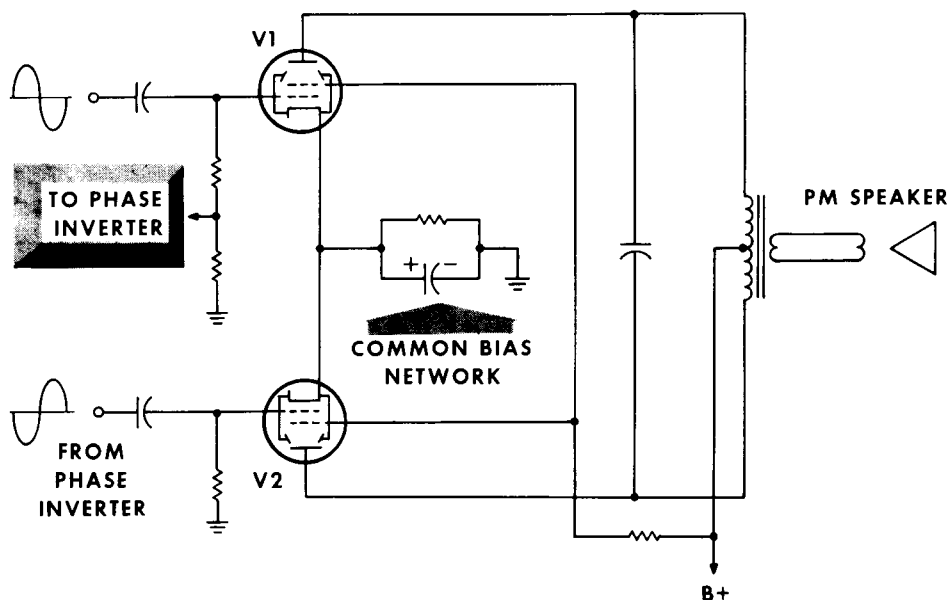 V1
TO PHASE
INVERTER
PM SPEAKER
+ -
COMMON BIAS
NETWORK
FROM
PHASE
INVERTER
V2
B+